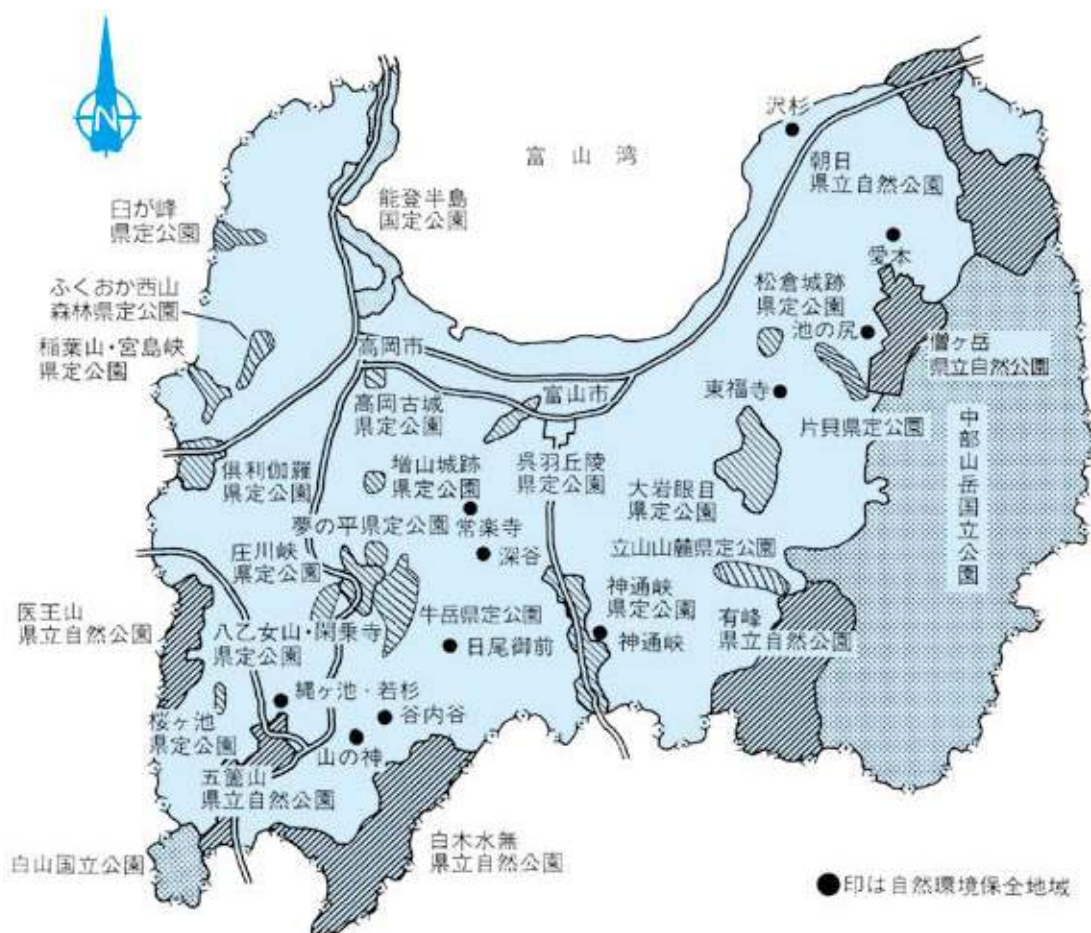 N
沢杉
富山湾
朝日
県立自然公園
能登半島
国定公園
臼が峰
県定公園
愛本
ふくおか西山
森林県定公園
松倉城跡
県定公園
池の尻
稲葉山・宮島峡
県定公園
高岡市
僧ヶ岳
県立自然公園
富山市
東福寺
高岡古城
県定公園
片貝県定公園
中部山岳国立公園
倶利伽羅
県定公園
増山城跡
県定公園
呉羽丘陵
県定公園
大岩眼目
県定公園
夢の平県定公園
常楽寺
庄川峡
県定公園
深谷
立山山麓県定公園
医王山
県立自然公園
牛岳県定公園
神通峡
県定公園
有峰
県立自然公園
八乙女山・閑乗寺
県定公園
日尾御前
神通峡
縄ヶ池・若杉
谷内谷
桜ヶ池
県定公園
山の神
五箇山
県立自然公園
白山国立公園
白木水無
県立自然公園
●印は自然環境保全地域